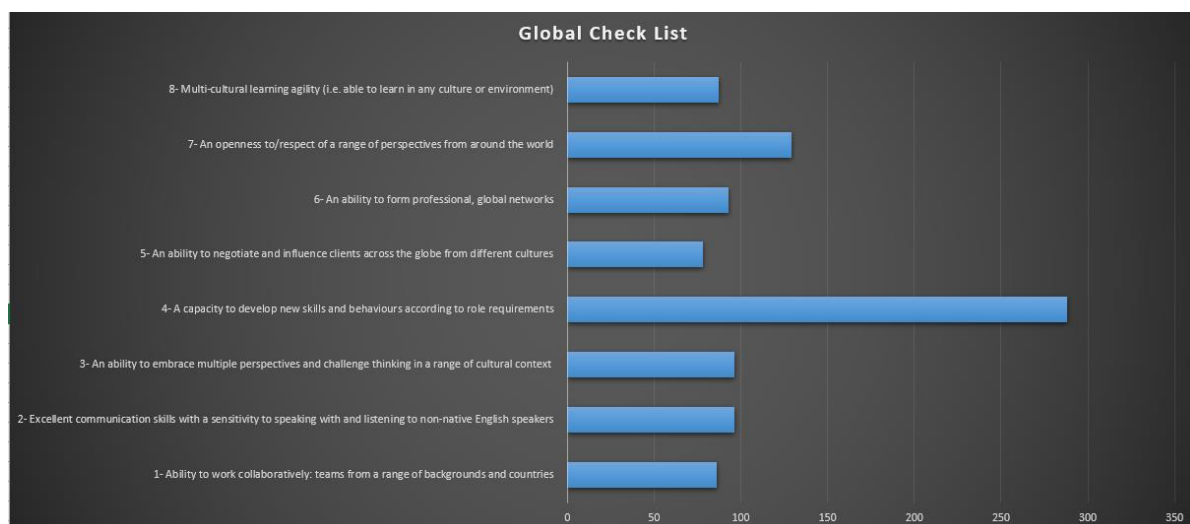 Global Check List
8- Multi-cultural learning agility (i.e. able to learn in any culture or environment)
7- An openness to/respect of a range of perspectives from around the world
6- An ability to form professional, global networks
5- An ability to negotiate and influence clients across the globe from different cultures
4- A capacity to develop new skills and behaviours according to role requirements
3- An ability to embrace multiple perspectives and challenge thinking in a range of cultural context
2- Excellent communication skills with a sensitivity to speaking with and listening to non-native English speakers
1- Ability to work collaboratively: teams from a range of backgrounds and countries
0 50 100 150 200 250 300 350